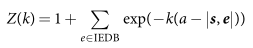 Z(k) = 1 + ∑ exp(−k(a − |s, e|))
e∈IEDB